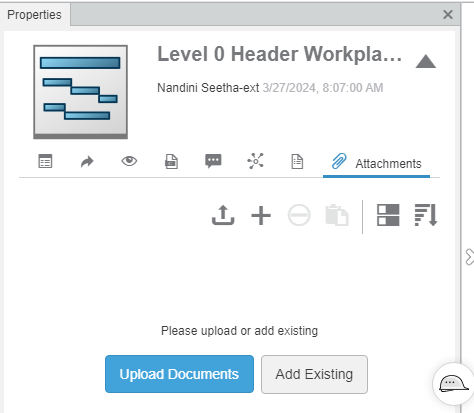 Properties
Level 0 Header Workpla...
Nandini Seetha-ext 3/27/2024, 8:07:00 AM
Attachments
Please upload or add existing
Upload Documents Add Existing